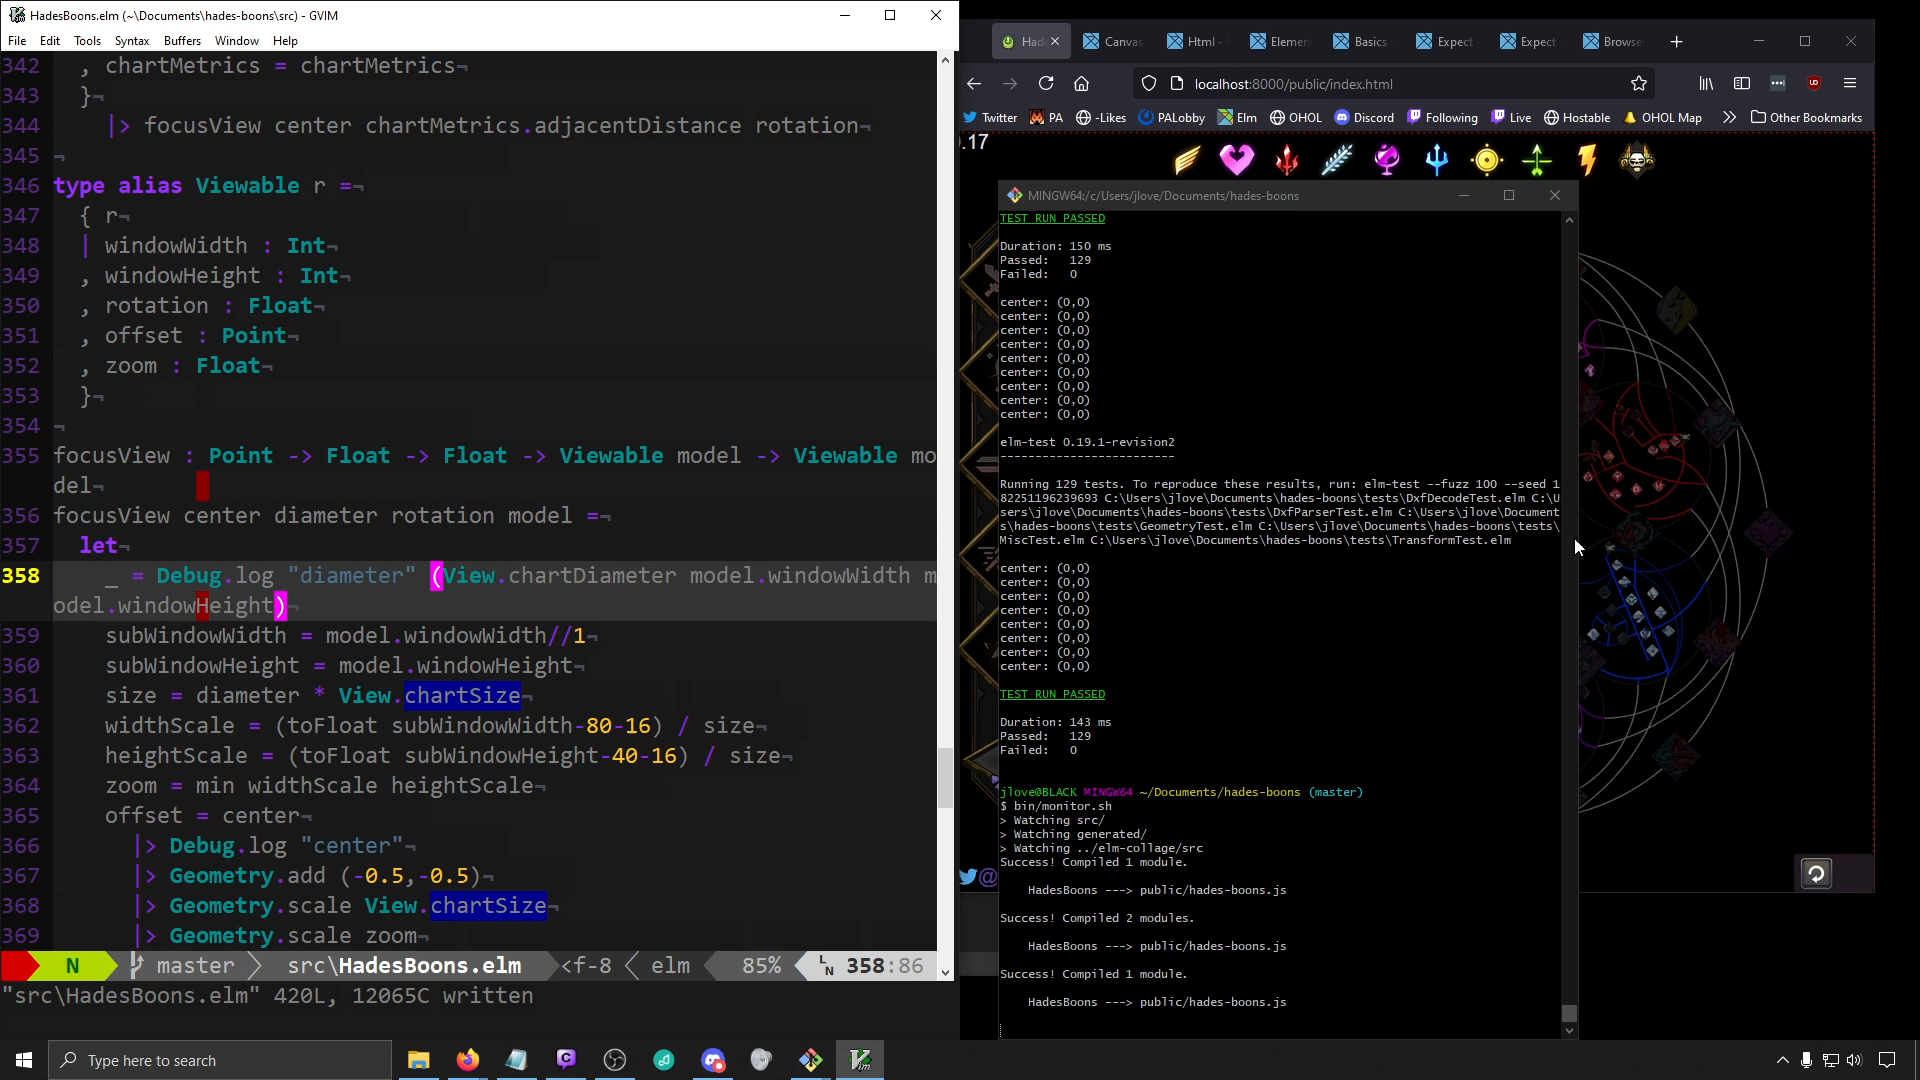 HadesBoons.elm (~\Documents\hades-boons\src) - GVIM
File Edit Tools Syntax Buffers Window Help
342 , chartMetrics = chartMetrics¬
343 }¬
344 |> focusView center chartMetrics.adjacentDistance rotation¬
345 ¬
346 type alias Viewable r =¬
347 { r¬
348 | windowWidth : Int¬
349 , windowHeight : Int¬
350 , rotation : Float¬
351 , offset : Point¬
352 , zoom : Float¬
353 }¬
354 ¬
355 focusView : Point -> Float -> Float -> Viewable model -> Viewable mo
del¬
356 focusView center diameter rotation model =¬
357 let¬
358 _ = Debug.log "diameter" (View.chartDiameter model.windowWidth m
odel.windowHeight)¬
359 subWindowWidth = model.windowWidth//1¬
360 subWindowHeight = model.windowHeight¬
361 size = diameter * View.chartSize¬
362 widthScale = (toFloat subWindowWidth-80-16) / size¬
363 heightScale = (toFloat subWindowHeight-40-16) / size¬
364 zoom = min widthScale heightScale¬
365 offset = center¬
366 |> Debug.log "center"¬
367 |> Geometry.add (-0.5,-0.5)¬
368 |> Geometry.scale View.chartSize¬
369 |> Geometry.scale zoom¬
N master src\HadesBoons.elm <f-8 elm 85% LN 358:86
"src\HadesBoons.elm" 420L, 12065C written
Had Canvas Html - Elemen Basics Expect Expect Browse
localhost:8000/public/index.html
Twitter PA -Likes PALobby Elm OHOL Discord Following Live Hostable OHOL Map Other Bookmarks
.17
MINGW64:/c/Users/jlove/Documents/hades-boons
TEST RUN PASSED
Duration: 150 ms
Passed: 129
Failed: 0
center: (0,0)
center: (0,0)
center: (0,0)
center: (0,0)
center: (0,0)
center: (0,0)
center: (0,0)
center: (0,0)
center: (0,0)
elm-test 0.19.1-revision2
-------------------------
Running 129 tests. To reproduce these results, run: elm-test --fuzz 100 --seed 1
82251196239693 C:\Users\jlove\Documents\hades-boons\tests\DxfDecodeTest.elm C:\U
sers\jlove\Documents\hades-boons\tests\DxfParserTest.elm C:\Users\jlove\Document
s\hades-boons\tests\GeometryTest.elm C:\Users\jlove\Documents\hades-boons\tests\
MiscTest.elm C:\Users\jlove\Documents\hades-boons\tests\TransformTest.elm
center: (0,0)
center: (0,0)
center: (0,0)
center: (0,0)
center: (0,0)
center: (0,0)
center: (0,0)
center: (0,0)
TEST RUN PASSED
Duration: 143 ms
Passed: 129
Failed: 0
jlove@BLACK MINGW64 ~/Documents/hades-boons (master)
$ bin/monitor.sh
> Watching src/
> Watching generated/
> Watching ../elm-collage/src
Success! Compiled 1 module.
HadesBoons ---> public/hades-boons.js
Success! Compiled 2 modules.
HadesBoons ---> public/hades-boons.js
Success! Compiled 1 module.
HadesBoons ---> public/hades-boons.js
@
Type here to search